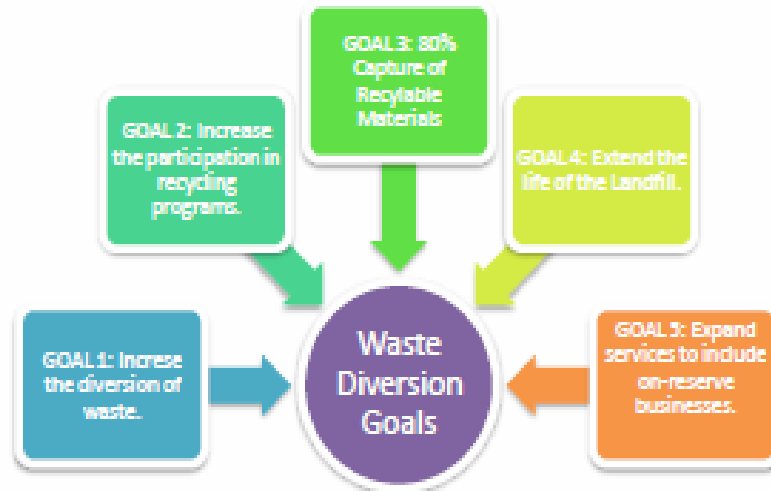 GOAL 1: Increse
the diversion of
waste.
GOAL 2: Increase
the participation in
recycling
programs.
GOAL 3: 80%
Capture of
Recylable
Materials
GOAL 4: Extend the
life of the Landfill.
GOAL 5: Expand
services to include
on-reserve
businesses.
Waste
Diversion
Goals